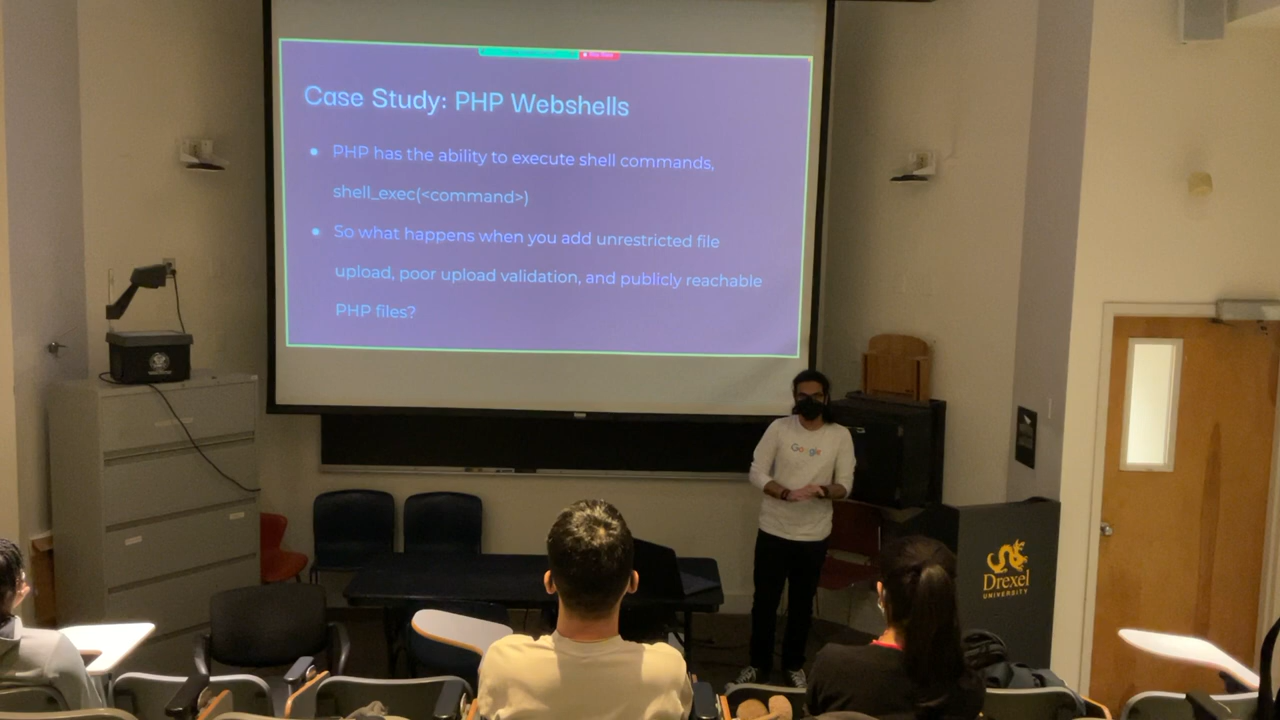 Case Study: PHP Webshells
PHP has the ability to execute shell commands,
shell_exec(<command>)
So what happens when you add unrestricted file
upload, poor upload validation, and publicly reachable
PHP files?
Google
Drexel
UNIVERSITY